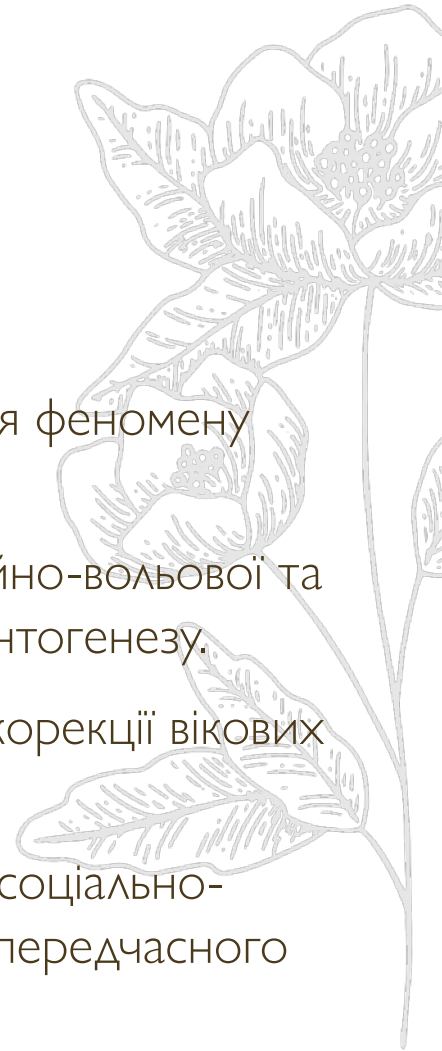 я феномену
йно-вольової та
нтогенезу.
корекції вікових
соціально-
передчасного